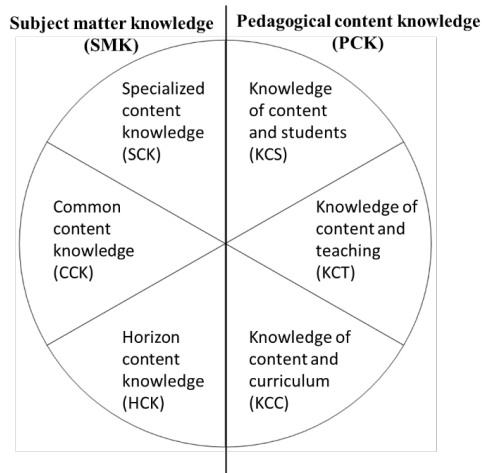 Subject matter knowledge
(SMK)
Pedagogical content knowledge
(PCK)
Specialized
content
knowledge
(SCK)
Knowledge
of content
and students
(KCS)
Common
content
knowledge
(CCK)
Knowledge of
content and
teaching
(KCT)
Horizon
content
knowledge
(HCK)
Knowledge of
content and
curriculum
(KCC)